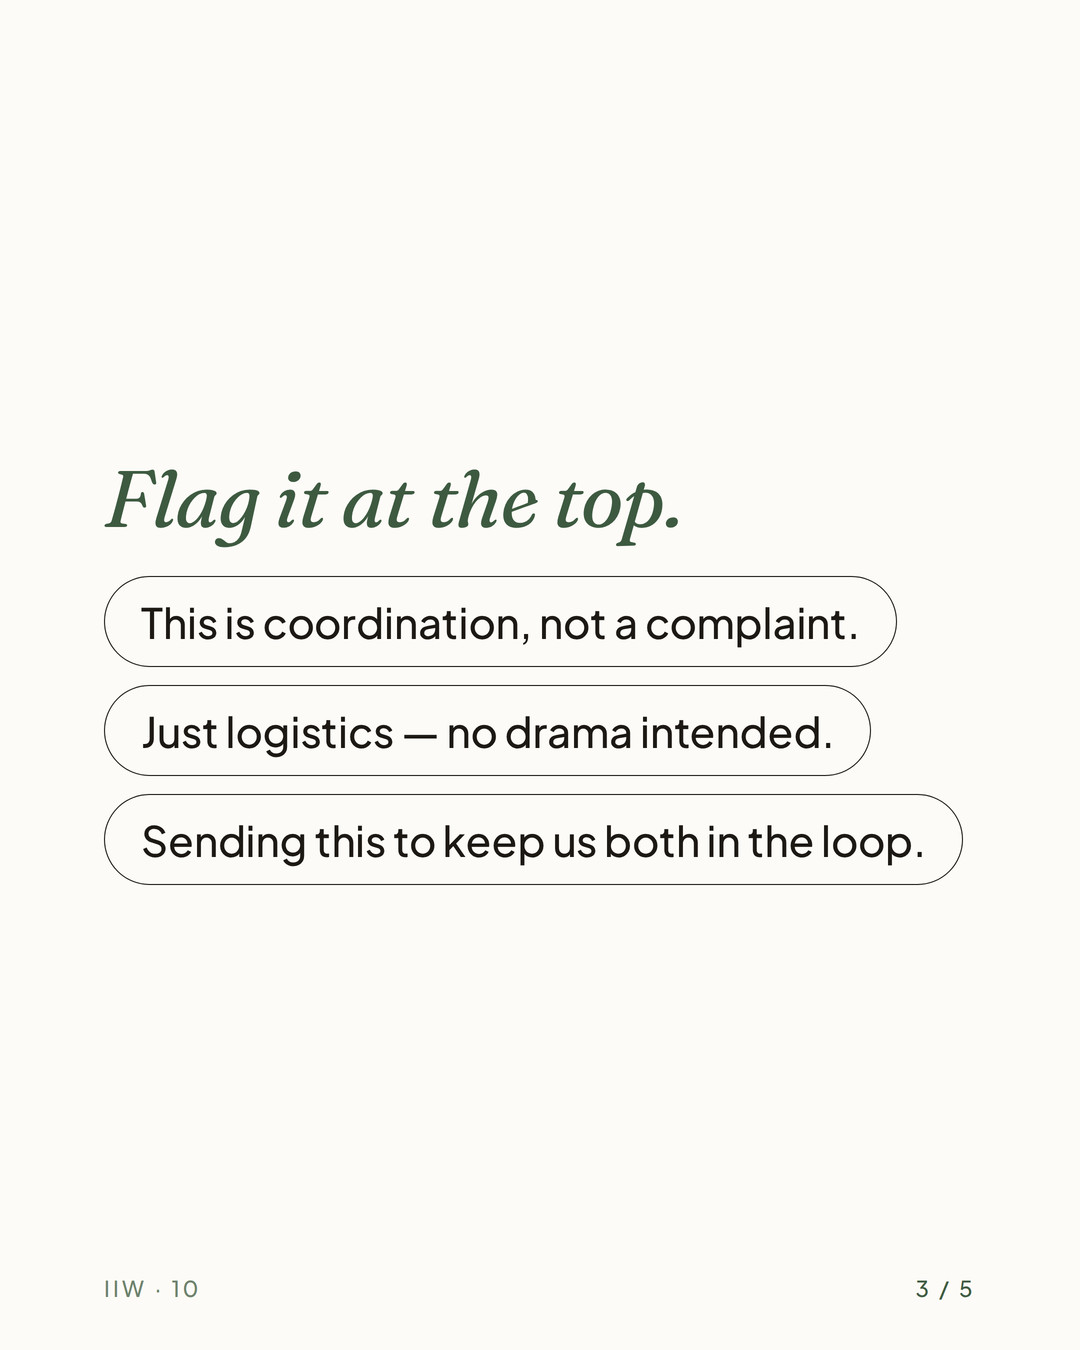 Flag it at the top.
This is coordination, not a complaint.
Just logistics — no drama intended.
Sending this to keep us both in the loop.
IIW · 10
3 / 5